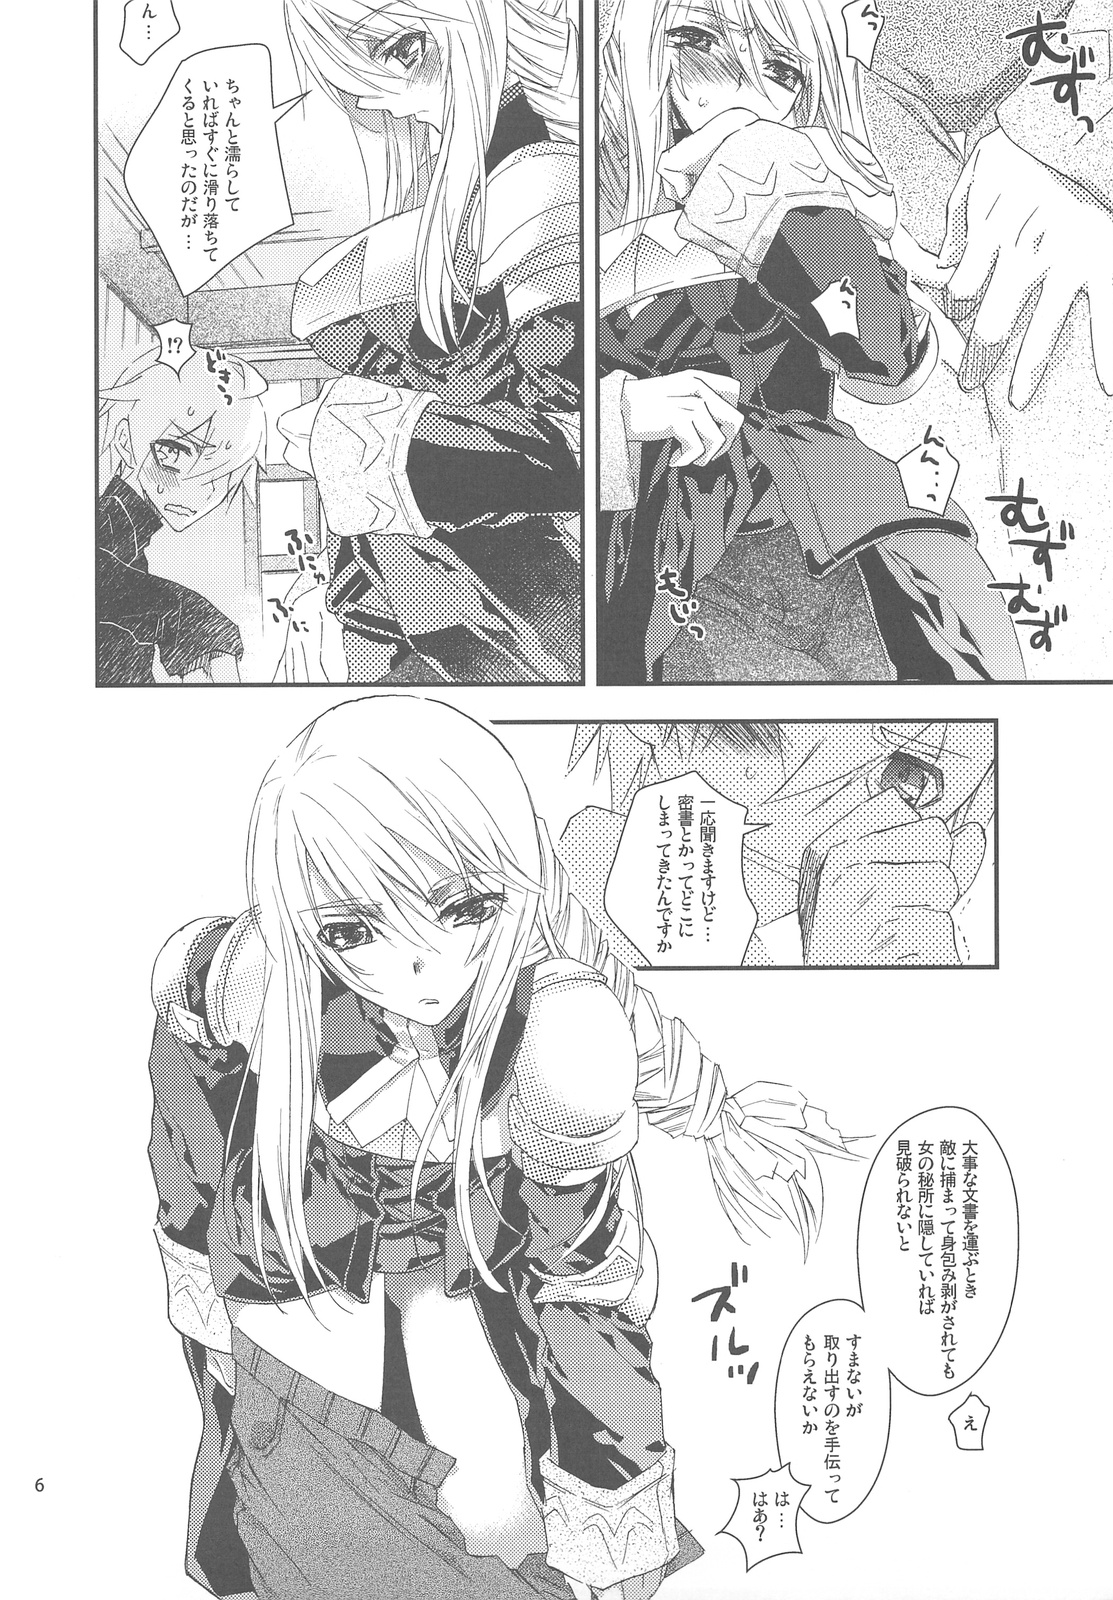 んっ
むずっ
んっ
んん…っ
むずむず
もじっ
ん…
ちゃんと濡らして
いればすぐに滑り落ちて
くると思ったのだが…
!?
どきっ
ふにゅ
ふに
一応聞きますけど…
密書とかってどこに
しまってきたんですか
大事な文書を運ぶとき
敵に捕まって身包み剥がされても
女の秘所に隠していれば
見破られないと
え
すまないが
取り出すのを手伝って
もらえないか
は…
はあ?
ズルッ
6